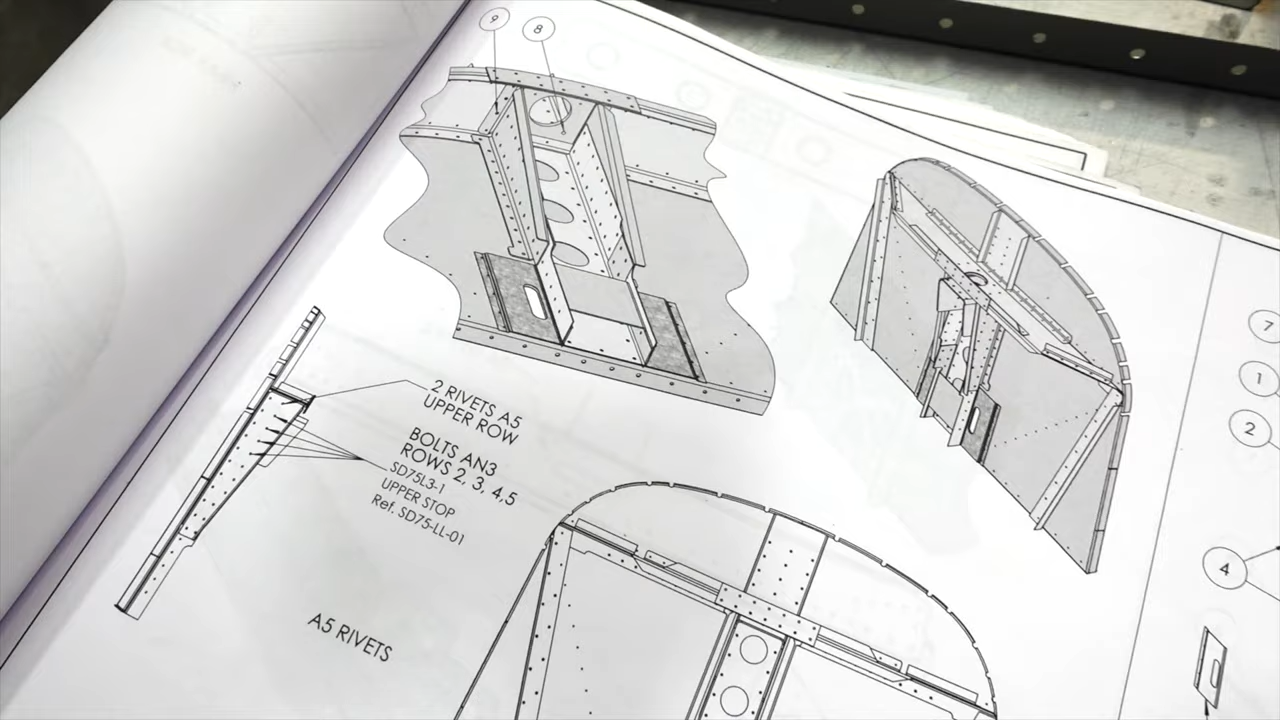 9
8
7
1
2
2 RIVETS A5
UPPER ROW
BOLTS AN3
ROWS 2, 3, 4,5
SD75L3-1
UPPER STOP
Ref. SD75-LL-01
4
A5 RIVETS